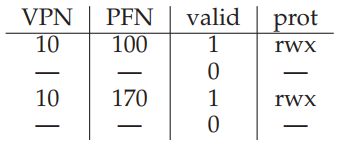 VPN PFN valid prot
10 100 1 rwx
— — 0 —
10 170 1 rwx
— — 0 —